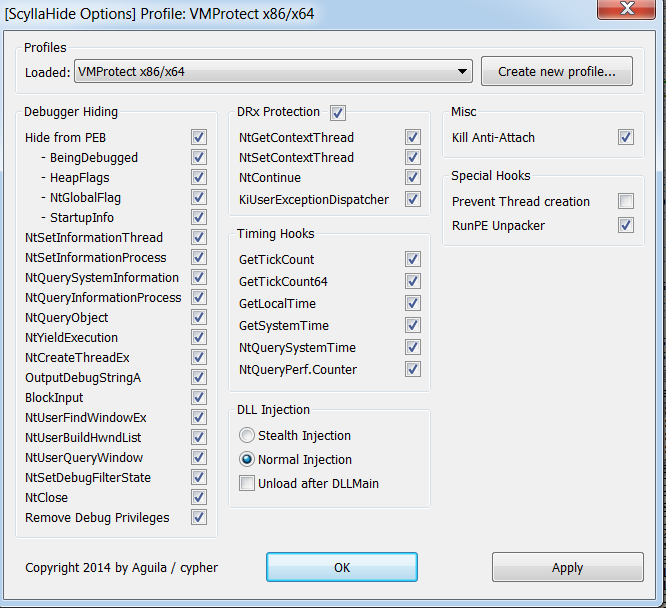 [ScyllaHide Options] Profile: VMProtect x86/x64
Profiles
Loaded: VMProtect x86/x64
Create new profile...
Debugger Hiding
Hide from PEB
- BeingDebugged
- HeapFlags
- NtGlobalFlag
- StartupInfo
NtSetInformationThread
NtSetInformationProcess
NtQuerySystemInformation
NtQueryInformationProcess
NtQueryObject
NtYieldExecution
NtCreateThreadEx
OutputDebugStringA
BlockInput
NtUserFindWindowEx
NtUserBuildHwndList
NtUserQueryWindow
NtSetDebugFilterState
NtClose
Remove Debug Privileges
DRx Protection
NtGetContextThread
NtSetContextThread
NtContinue
KiUserExceptionDispatcher
Timing Hooks
GetTickCount
GetTickCount64
GetLocalTime
GetSystemTime
NtQuerySystemTime
NtQueryPerf.Counter
DLL Injection
Stealth Injection
Normal Injection
Unload after DLLMain
Misc
Kill Anti-Attach
Special Hooks
Prevent Thread creation
RunPE Unpacker
Copyright 2014 by Aguila / cypher
OK
Apply